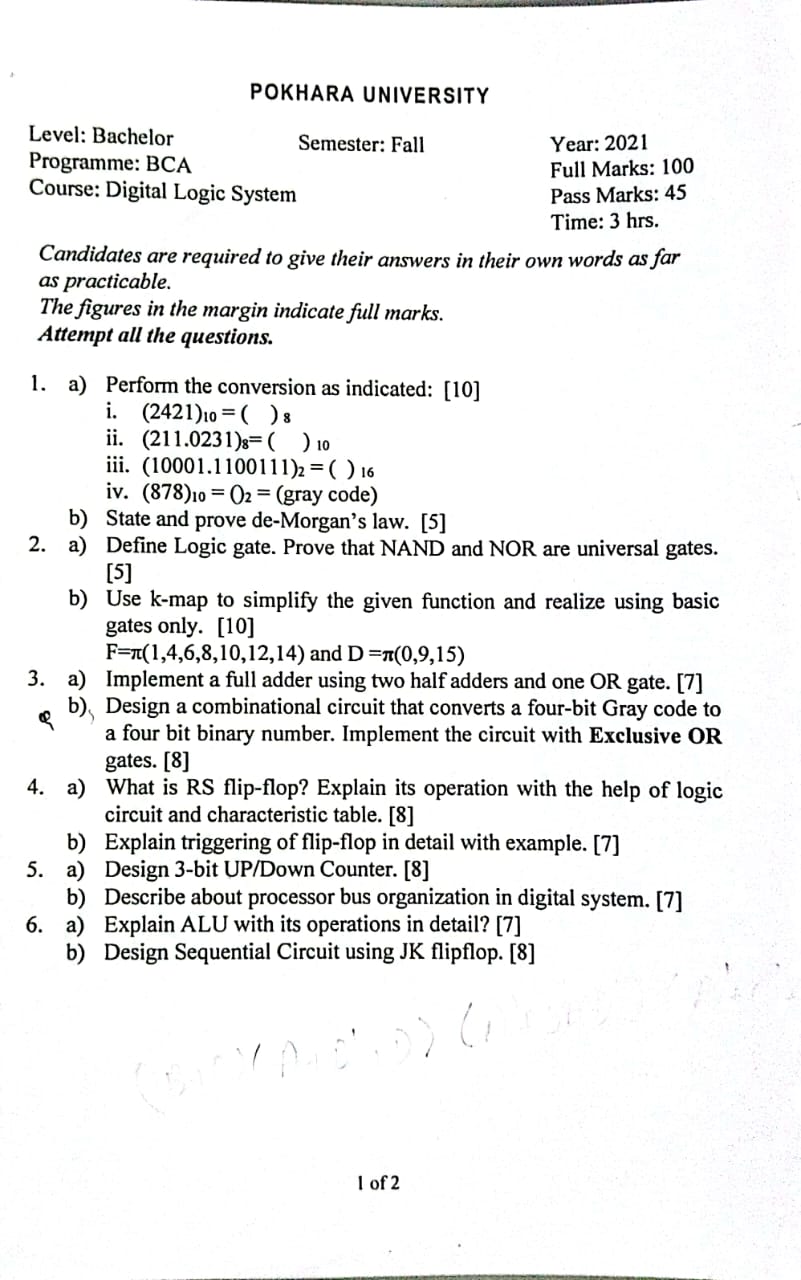 POKHARA UNIVERSITY
Level: Bachelor Semester: Fall Year: 2021
Programme: BCA Full Marks: 100
Course: Digital Logic System Pass Marks: 45
Time: 3 hrs.
Candidates are required to give their answers in their own words as far
as practicable.
The figures in the margin indicate full marks.
Attempt all the questions.
1. a) Perform the conversion as indicated: [10]
i. (2421)₁₀ = ( )₈
ii. (211.0231)₈= ( )₁₀
iii. (10001.1100111)₂ = ( )₁₆
iv. (878)₁₀ = ()₂ = (gray code)
b) State and prove de-Morgan's law. [5]
2. a) Define Logic gate. Prove that NAND and NOR are universal gates.
[5]
b) Use k-map to simplify the given function and realize using basic
gates only. [10]
F=π(1,4,6,8,10,12,14) and D =π(0,9,15)
3. a) Implement a full adder using two half adders and one OR gate. [7]
b) Design a combinational circuit that converts a four-bit Gray code to
a four bit binary number. Implement the circuit with Exclusive OR
gates. [8]
4. a) What is RS flip-flop? Explain its operation with the help of logic
circuit and characteristic table. [8]
b) Explain triggering of flip-flop in detail with example. [7]
5. a) Design 3-bit UP/Down Counter. [8]
b) Describe about processor bus organization in digital system. [7]
6. a) Explain ALU with its operations in detail? [7]
b) Design Sequential Circuit using JK flipflop. [8]
1 of 2